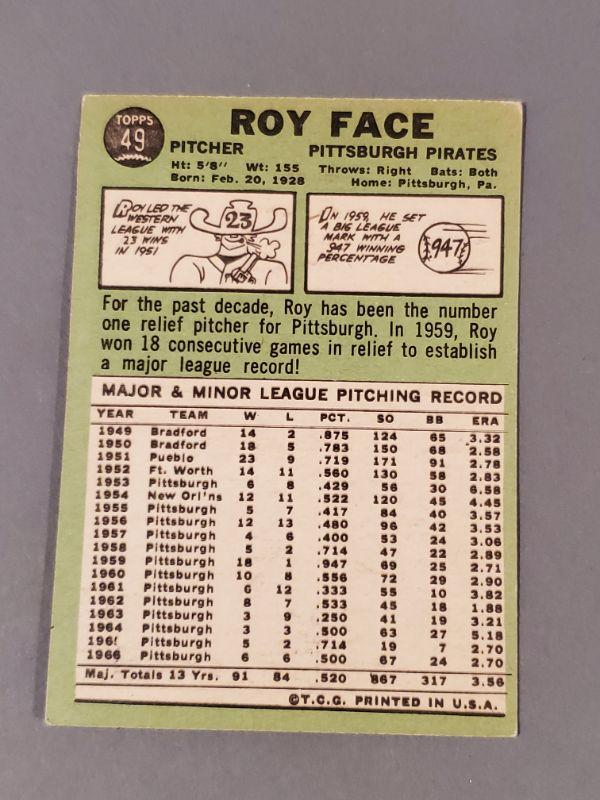 TOPPS
49
ROY FACE
PITCHER PITTSBURGH PIRATES
Ht: 5'8" Wt: 155 Throws: Right Bats: Both
Born: Feb. 20, 1928 Home: Pittsburgh, Pa.
ROY LED THE
WESTERN
LEAGUE WITH
23 WINS
IN 1951
23
IN 1959, HE SET
A BIG LEAGUE
MARK WITH A
.947 WINNING
PERCENTAGE
.947
For the past decade, Roy has been the number
one relief pitcher for Pittsburgh. In 1959, Roy
won 18 consecutive games in relief to establish
a major league record!
MAJOR & MINOR LEAGUE PITCHING RECORD
YEAR TEAM W L PCT. SO BB ERA
1949 Bradford 14 2 .875 124 65 3.32
1950 Bradford 18 5 .783 150 68 2.58
1951 Pueblo 23 9 .719 171 91 2.78
1952 Ft. Worth 14 11 .560 130 58 2.83
1953 Pittsburgh 6 8 .429 56 30 6.58
1954 New Orl'ns 12 11 .522 120 45 4.45
1955 Pittsburgh 5 7 .417 84 40 3.57
1956 Pittsburgh 12 13 .480 96 42 3.53
1957 Pittsburgh 4 6 .400 53 24 3.06
1958 Pittsburgh 5 2 .714 47 22 2.89
1959 Pittsburgh 18 1 .947 69 25 2.71
1960 Pittsburgh 10 8 .556 72 29 2.90
1961 Pittsburgh 6 12 .333 55 10 3.82
1962 Pittsburgh 8 7 .533 45 18 1.88
1963 Pittsburgh 3 9 .250 41 19 3.21
1964 Pittsburgh 3 3 .500 63 27 5.18
196 Pittsburgh 5 2 .714 19 7 2.70
1966 Pittsburgh 6 6 .500 67 24 2.70
Maj. Totals 13 Yrs. 91 84 .520 867 317 3.56
©T.C.G. PRINTED IN U.S.A.